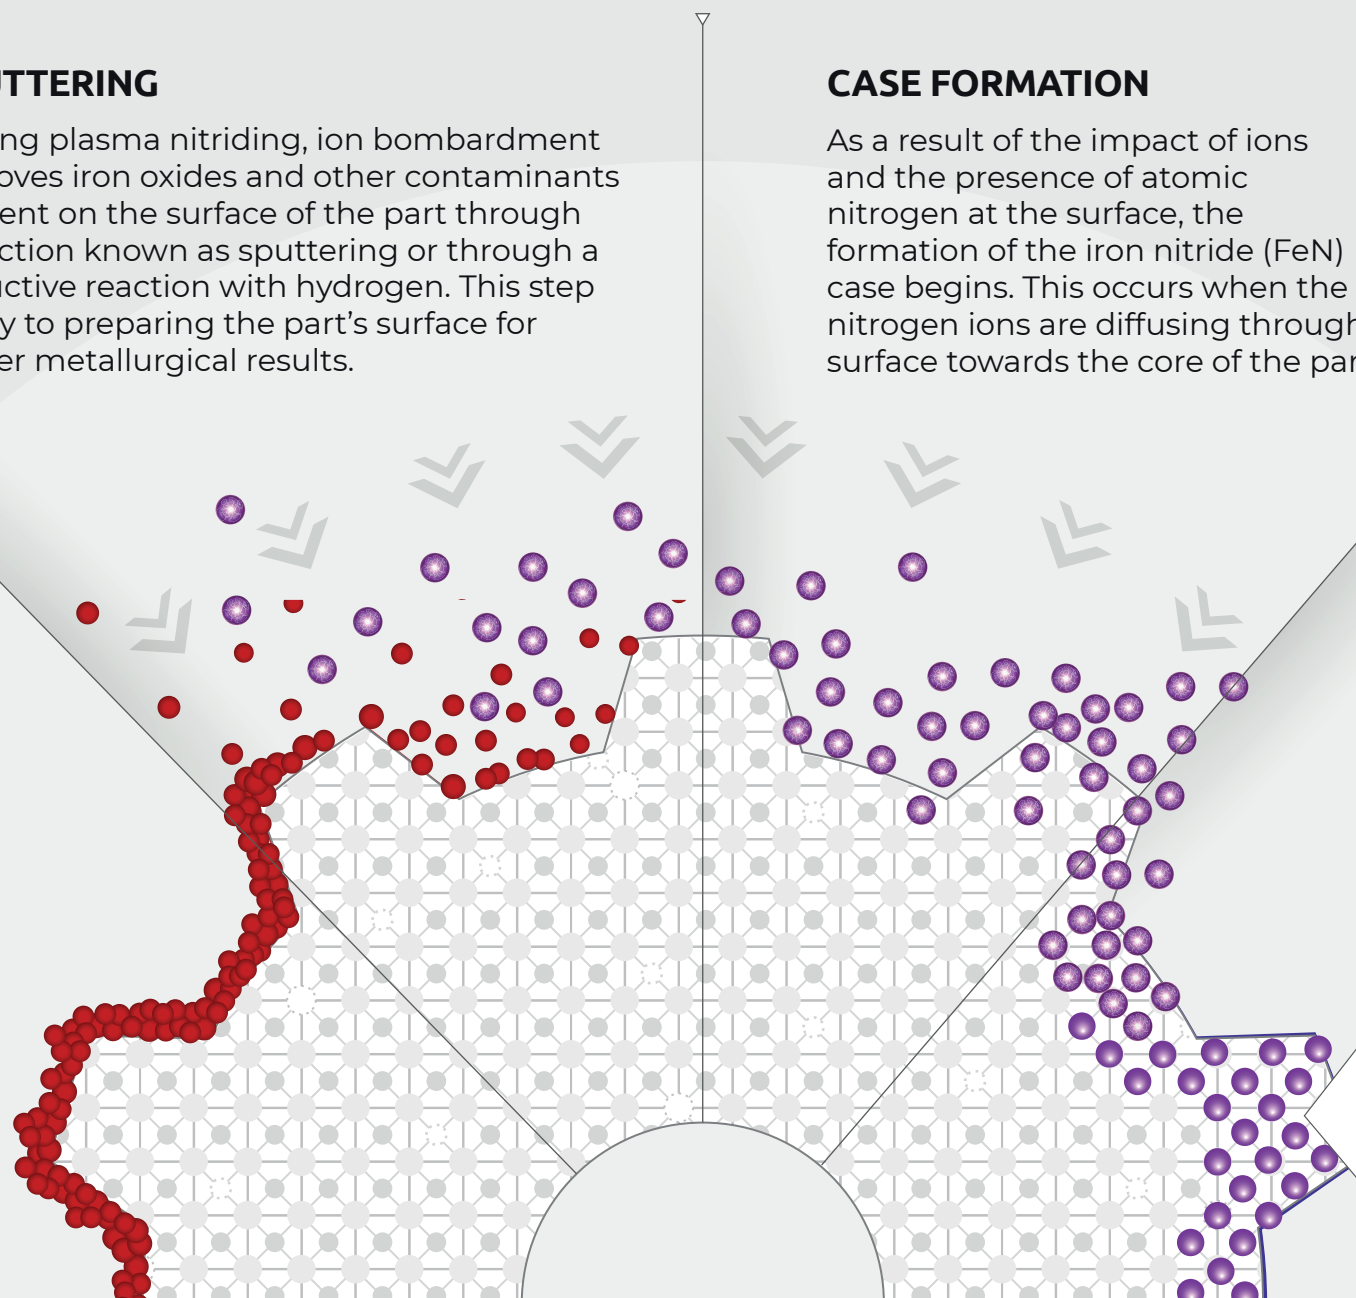 UTTERING
ng plasma nitriding, ion bombardment
oves iron oxides and other contaminants
ent on the surface of the part through
ction known as sputtering or through a
uctive reaction with hydrogen. This step
y to preparing the part’s surface for
er metallurgical results.
CASE FORMATION
As a result of the impact of ions
and the presence of atomic
nitrogen at the surface, the
formation of the iron nitride (FeN)
case begins. This occurs when the
nitrogen ions are diffusing through
surface towards the core of the par